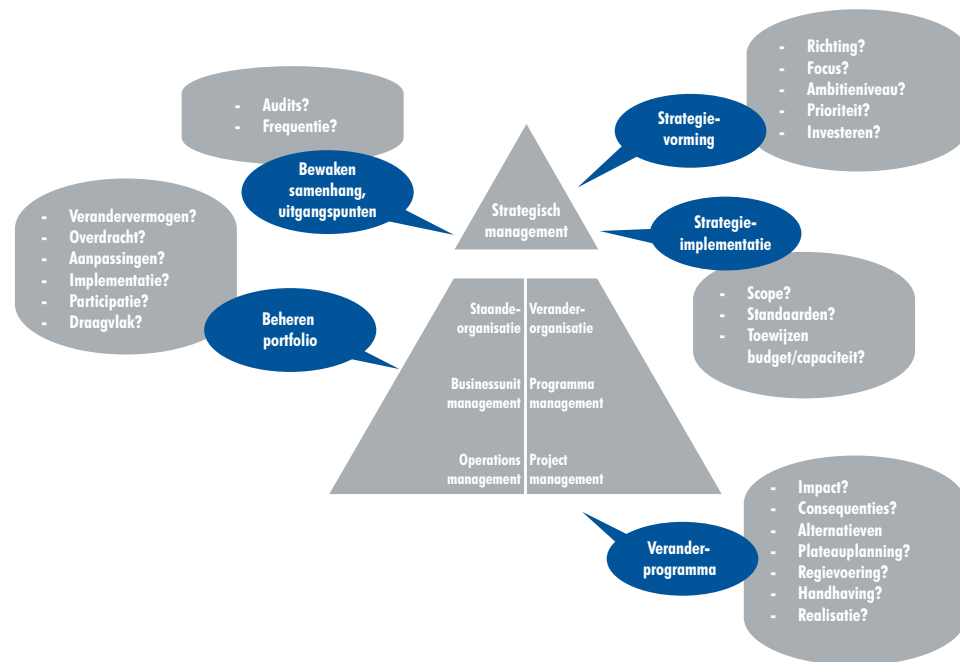 - Richting?
- Focus?
- Ambitieniveau?
- Prioriteit?
- Investeren?
Strategie-
vorming
- Audits?
- Frequentie?
Bewaken
samenhang,
uitgangspunten
Strategisch
management
Strategie-
implementatie
- Verandervermogen?
- Overdracht?
- Aanpassingen?
- Implementatie?
- Participatie?
- Draagvlak?
Beheren
portfolio
- Scope?
- Standaarden?
- Toewijzen
budget/capaciteit?
Staande-
organisatie
Verander-
organisatie
Businessunit
management
Programma
management
Operations
management
Project
management
Verander-
programma
- Impact?
- Consequenties?
- Alternatieven
- Plateauplanning?
- Regievoering?
- Handhaving?
- Realisatie?